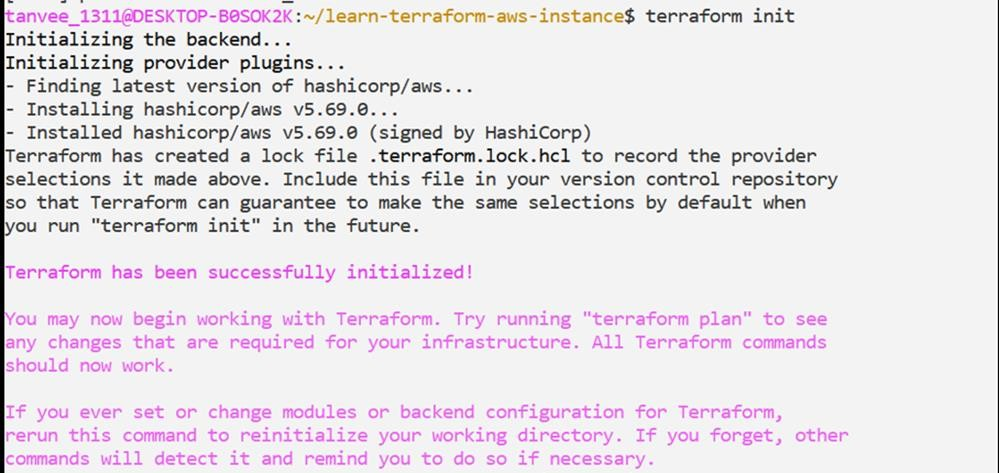 tanvee_1311@DESKTOP-B0SOK2K:~/learn-terraform-aws-instance$ terraform init
Initializing the backend...
Initializing provider plugins...
- Finding latest version of hashicorp/aws...
- Installing hashicorp/aws v5.69.0...
- Installed hashicorp/aws v5.69.0 (signed by HashiCorp)
Terraform has created a lock file .terraform.lock.hcl to record the provider
selections it made above. Include this file in your version control repository
so that Terraform can guarantee to make the same selections by default when
you run "terraform init" in the future.
Terraform has been successfully initialized!
You may now begin working with Terraform. Try running "terraform plan" to see
any changes that are required for your infrastructure. All Terraform commands
should now work.
If you ever set or change modules or backend configuration for Terraform,
rerun this command to reinitialize your working directory. If you forget, other
commands will detect it and remind you to do so if necessary.